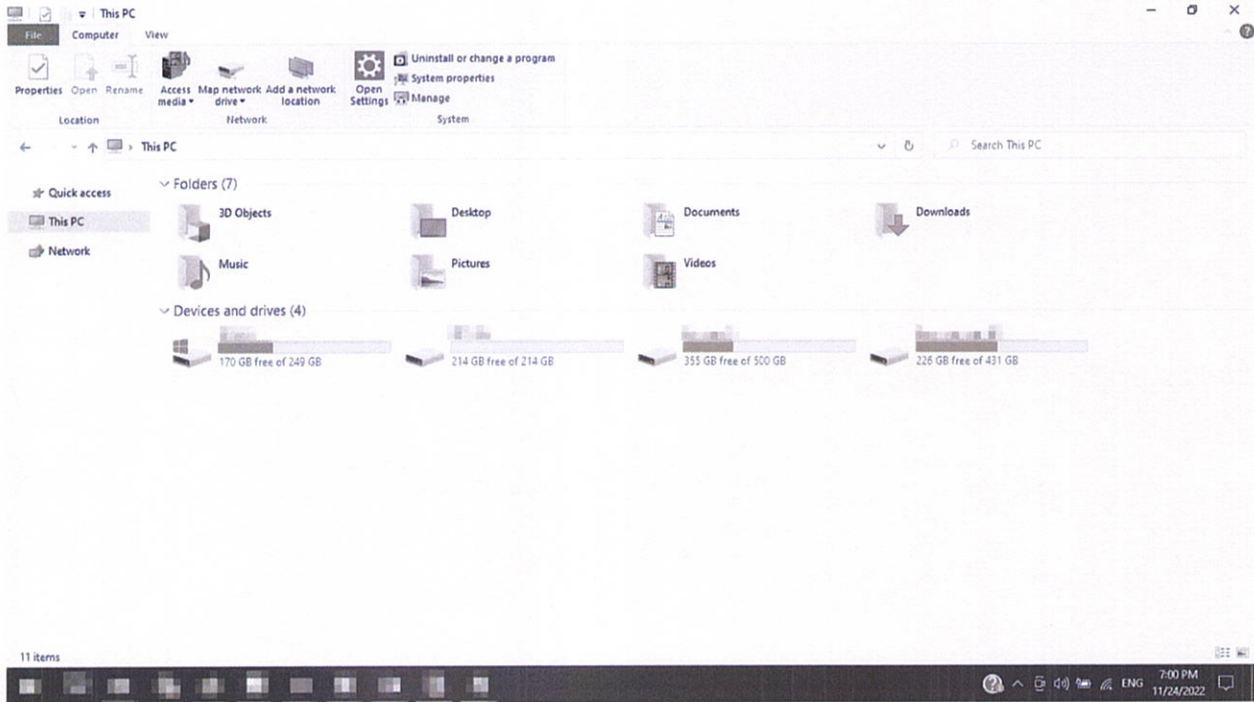 This PC
File Computer View
Properties Open Rename Access media Map network drive Add a network location Open Settings Uninstall or change a program
System properties
Manage
Location Network System
This PC Search This PC
Quick access
This PC
Network
Folders (7)
3D Objects Desktop Documents Downloads
Music Pictures Videos
Devices and drives (4)
170 GB free of 249 GB 214 GB free of 214 GB 355 GB free of 500 GB 226 GB free of 431 GB
11 items
ENG 7:00 PM
11/24/2022